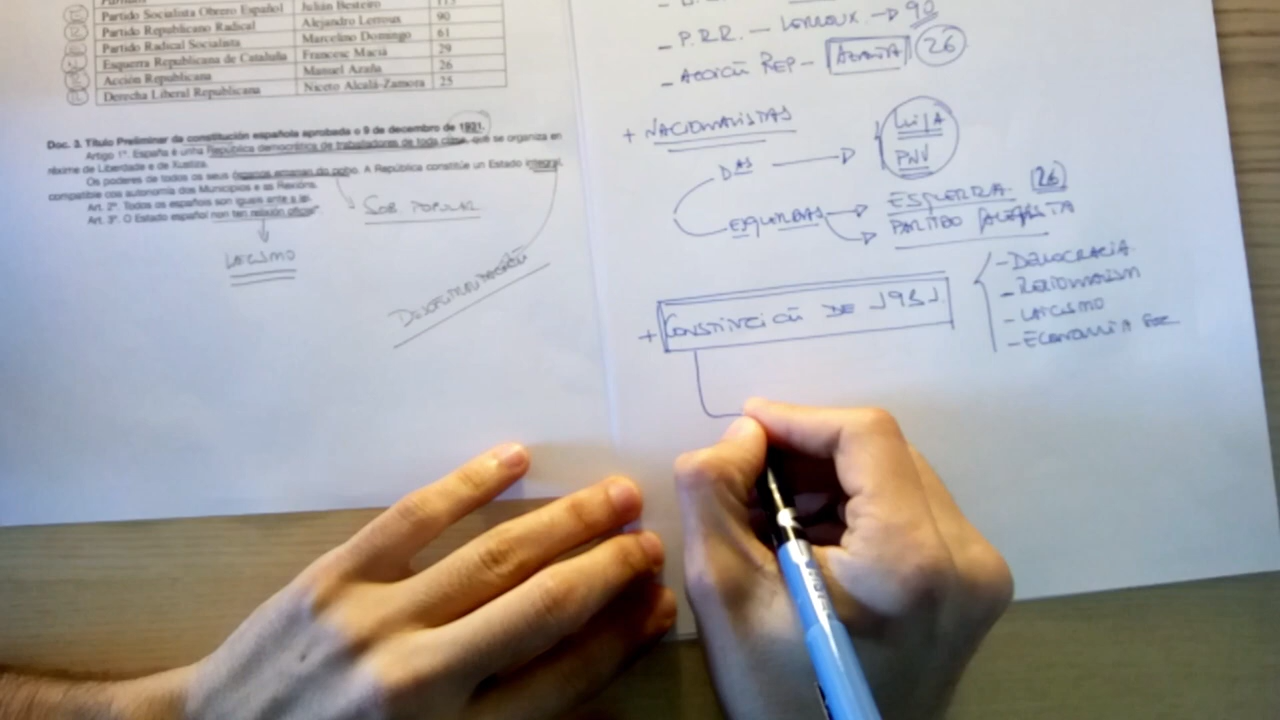 Partido Socialista Obrero Español Julián Besteiro 115
Partido Republicano Radical Alejandro Lerroux 90
Partido Radical Socialista Marcelino Domingo 61
Esquerra Republicana de Cataluña Francesc Maciá 29
Acción Republicana Manuel Azaña 26
Derecha Liberal Republicana Niceto Alcalá-Zamora 25
Doc. 3. Título Preliminar da constitución española aprobada o 9 de decembro de 1931.
Artigo 1º. España é unha República democrática de traballadores de toda clase, que se organiza en
réxime de Liberdade e de Xustiza.
Os poderes de todos os seus órganos emanan do pobo. A República constitúe un Estado integral,
compatible coa autonomía dos Municipios e as Rexións.
Art. 2º. Todos os españois son iguais ante a lei.
Art. 3º. O Estado español non ten relixión oficial".
SOB POPULAR
LAICISMO
- P.R.R. - LERROUX 90
- ACCIÓN REP - AZAÑA 26
+ NACIONALISTAS
DAS
LLIGA
PNV
ESQUERDAS
ESQUERRA 26
PARTIDO GALEGUISTA
+ CONSTITUCIÓN DE 1931
- DEMOCRACIA
- LAICISMO
- ECONOMÍA